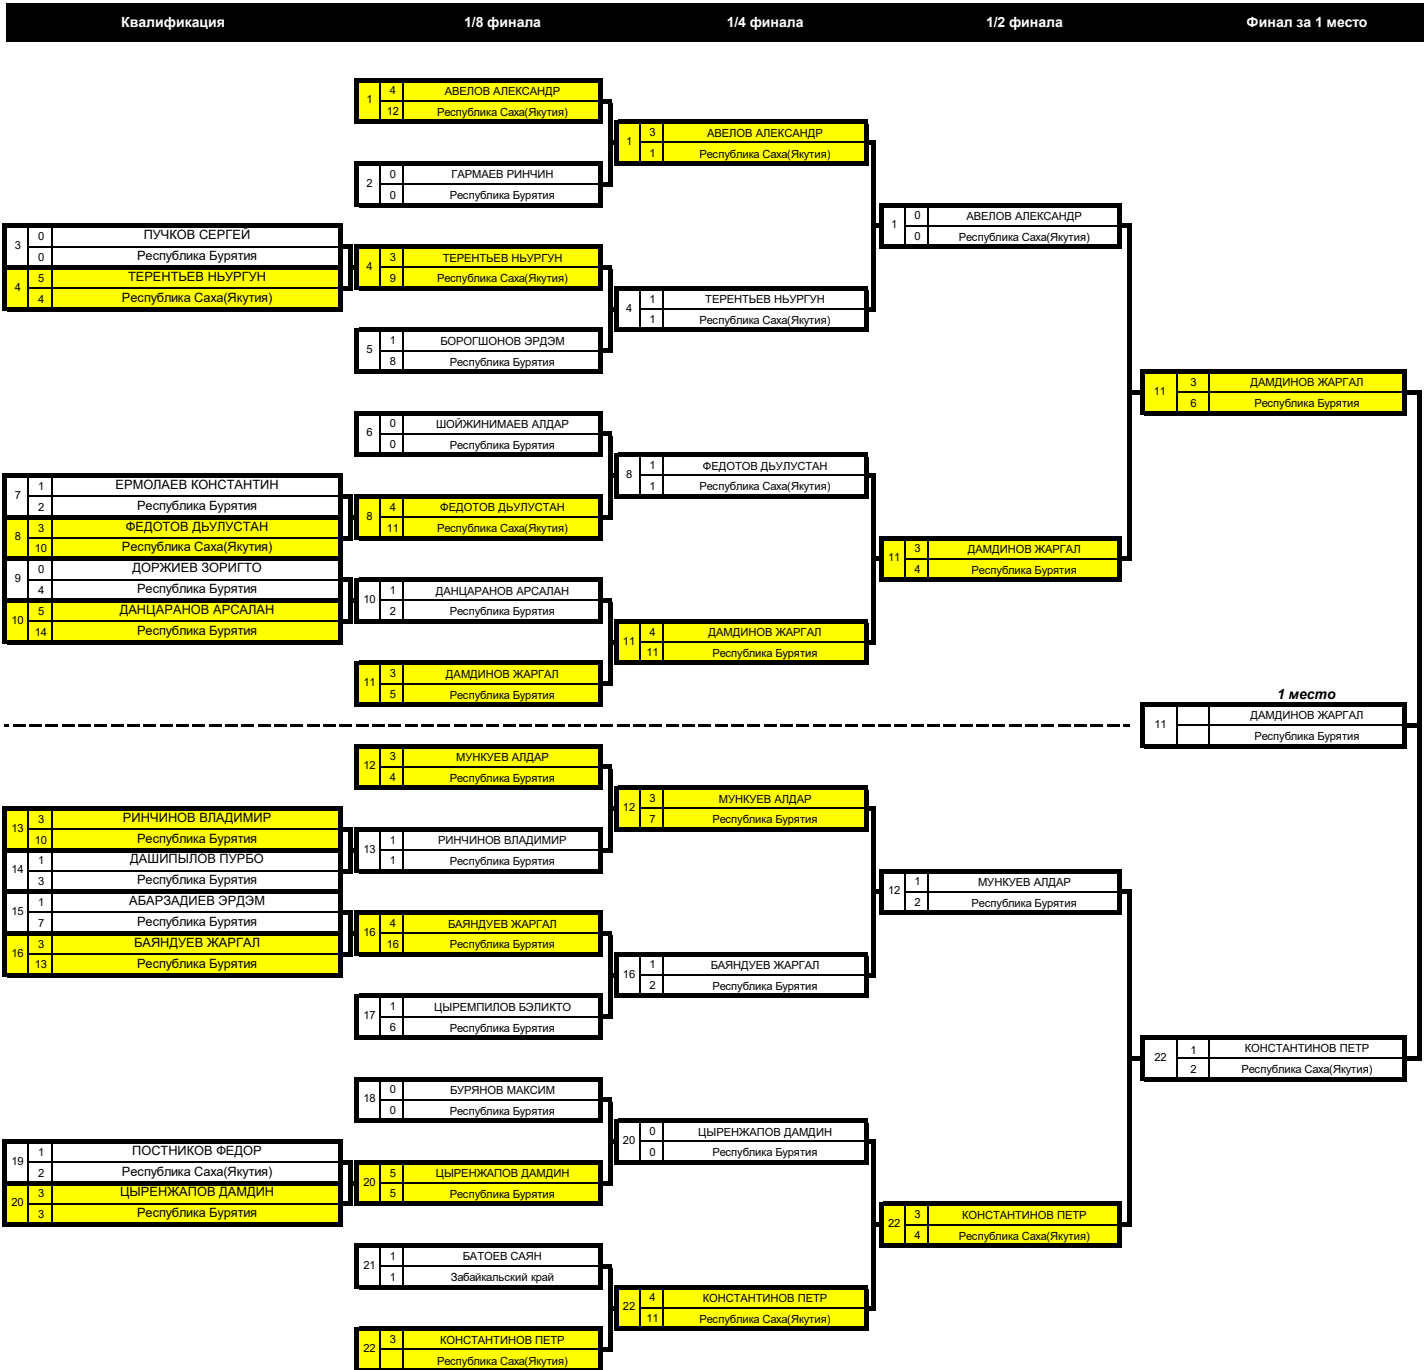 Квалификация
1/8 финала
1/4 финала
1/2 финала
Финал за 1 место
1 4 АВЕЛОВ АЛЕКСАНДР
12 Республика Саха(Якутия)
1 3 АВЕЛОВ АЛЕКСАНДР
1 Республика Саха(Якутия)
2 0 ГАРМАЕВ РИНЧИН
0 Республика Бурятия
1 0 АВЕЛОВ АЛЕКСАНДР
0 Республика Саха(Якутия)
3 0 ПУЧКОВ СЕРГЕЙ
0 Республика Бурятия
4 5 ТЕРЕНТЬЕВ НЬУРГУН
4 Республика Саха(Якутия)
4 3 ТЕРЕНТЬЕВ НЬУРГУН
9 Республика Саха(Якутия)
4 1 ТЕРЕНТЬЕВ НЬУРГУН
1 Республика Саха(Якутия)
5 1 БОРОГШОНОВ ЭРДЭМ
8 Республика Бурятия
11 3 ДАМДИНОВ ЖАРГАЛ
6 Республика Бурятия
6 0 ШОЙЖИНИМАЕВ АЛДАР
0 Республика Бурятия
8 1 ФЕДОТОВ ДЬУЛУСТАН
1 Республика Саха(Якутия)
7 1 ЕРМОЛАЕВ КОНСТАНТИН
2 Республика Бурятия
8 3 ФЕДОТОВ ДЬУЛУСТАН
10 Республика Саха(Якутия)
8 4 ФЕДОТОВ ДЬУЛУСТАН
11 Республика Саха(Якутия)
11 3 ДАМДИНОВ ЖАРГАЛ
4 Республика Бурятия
9 0 ДОРЖИЕВ ЗОРИГТО
4 Республика Бурятия
10 5 ДАНЦАРАНОВ АРСАЛАН
14 Республика Бурятия
10 1 ДАНЦАРАНОВ АРСАЛАН
2 Республика Бурятия
11 4 ДАМДИНОВ ЖАРГАЛ
11 Республика Бурятия
11 3 ДАМДИНОВ ЖАРГАЛ
5 Республика Бурятия
1 место
11 ДАМДИНОВ ЖАРГАЛ
Республика Бурятия
12 3 МУНКУЕВ АЛДАР
4 Республика Бурятия
12 3 МУНКУЕВ АЛДАР
7 Республика Бурятия
13 3 РИНЧИНОВ ВЛАДИМИР
10 Республика Бурятия
14 1 ДАШИПЫЛОВ ПУРБО
3 Республика Бурятия
13 1 РИНЧИНОВ ВЛАДИМИР
1 Республика Бурятия
12 1 МУНКУЕВ АЛДАР
2 Республика Бурятия
15 1 АБАРЗАДИЕВ ЭРДЭМ
7 Республика Бурятия
16 3 БАЯНДУЕВ ЖАРГАЛ
13 Республика Бурятия
16 4 БАЯНДУЕВ ЖАРГАЛ
16 Республика Бурятия
16 1 БАЯНДУЕВ ЖАРГАЛ
2 Республика Бурятия
17 1 ЦЫРЕМПИЛОВ БЭЛИКТО
6 Республика Бурятия
22 1 КОНСТАНТИНОВ ПЕТР
2 Республика Саха(Якутия)
18 0 БУРЯНОВ МАКСИМ
0 Республика Бурятия
20 0 ЦЫРЕНЖАПОВ ДАМДИН
0 Республика Бурятия
19 1 ПОСТНИКОВ ФЕДОР
2 Республика Саха(Якутия)
20 3 ЦЫРЕНЖАПОВ ДАМДИН
3 Республика Бурятия
20 5 ЦЫРЕНЖАПОВ ДАМДИН
5 Республика Бурятия
22 3 КОНСТАНТИНОВ ПЕТР
4 Республика Саха(Якутия)
21 1 БАТОЕВ САЯН
1 Забайкальский край
22 4 КОНСТАНТИНОВ ПЕТР
11 Республика Саха(Якутия)
22 3 КОНСТАНТИНОВ ПЕТР
Республика Саха(Якутия)